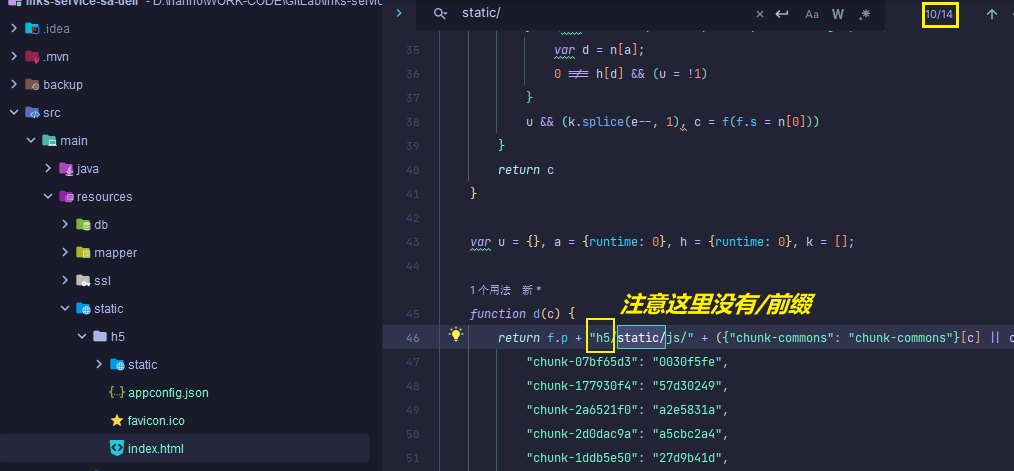 links-service-sa-dell - D:\nanno\WORK-CODE\GitLab\links-servic
.idea
.mvn
backup
src
main
java
resources
db
mapper
ssl
static
h5
static
appconfig.json
favicon.ico
index.html
static/
Aa W .*
10/14
35 var d = n[a];
36 0 !== h[d] && (u = !1)
37 }
38 u && (k.splice(e--, 1), c = f(f.s = n[0]))
39 }
40 return c
41 }
42
43 var u = {}, a = {runtime: 0}, h = {runtime: 0}, k = [];
44
1个用法 新 *
45 function d(c) {
注意这里没有/前缀
46 return f.p + "h5/static/js/" + ({"chunk-commons": "chunk-commons"}[c] || c
47 "chunk-07bf65d3": "0030f5fe",
48 "chunk-177930f4": "57d30249",
49 "chunk-2a6521f0": "a2e5831a",
50 "chunk-2d0dac9a": "a5cbc2a4",
51 "chunk-1ddb5e50": "27d9b41d",